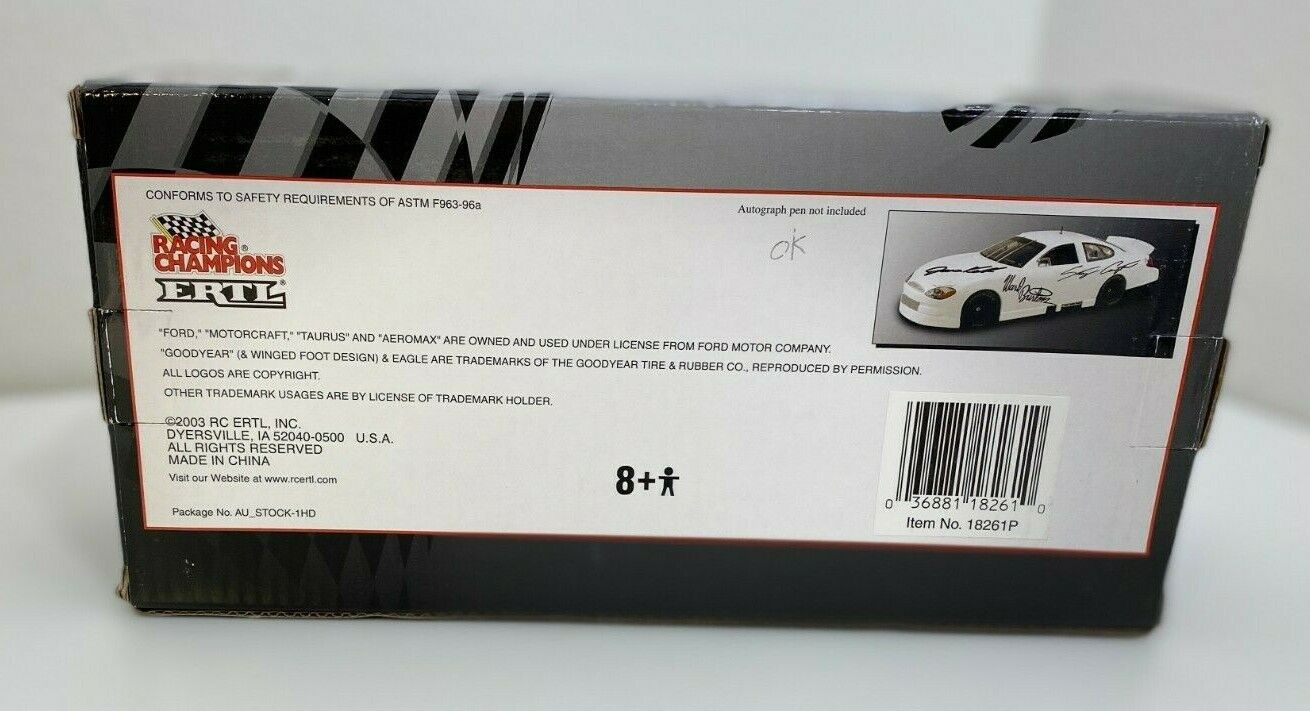 CONFORMS TO SAFETY REQUIREMENTS OF ASTM F963-96a
Autograph pen not included
OK
RACING®
CHAMPIONS
ERTL®
"FORD," "MOTORCRAFT," "TAURUS" AND "AEROMAX" ARE OWNED AND USED UNDER LICENSE FROM FORD MOTOR COMPANY.
"GOODYEAR" (& WINGED FOOT DESIGN) & EAGLE ARE TRADEMARKS OF THE GOODYEAR TIRE & RUBBER CO., REPRODUCED BY PERMISSION.
ALL LOGOS ARE COPYRIGHT.
OTHER TRADEMARK USAGES ARE BY LICENSE OF TRADEMARK HOLDER.
©2003 RC ERTL, INC.
DYERSVILLE, IA 52040-0500 U.S.A.
ALL RIGHTS RESERVED
MADE IN CHINA
Visit our Website at www.rcertl.com
Package No. AU_STOCK-1HD
8+
0 36881 18261 0
Item No. 18261P